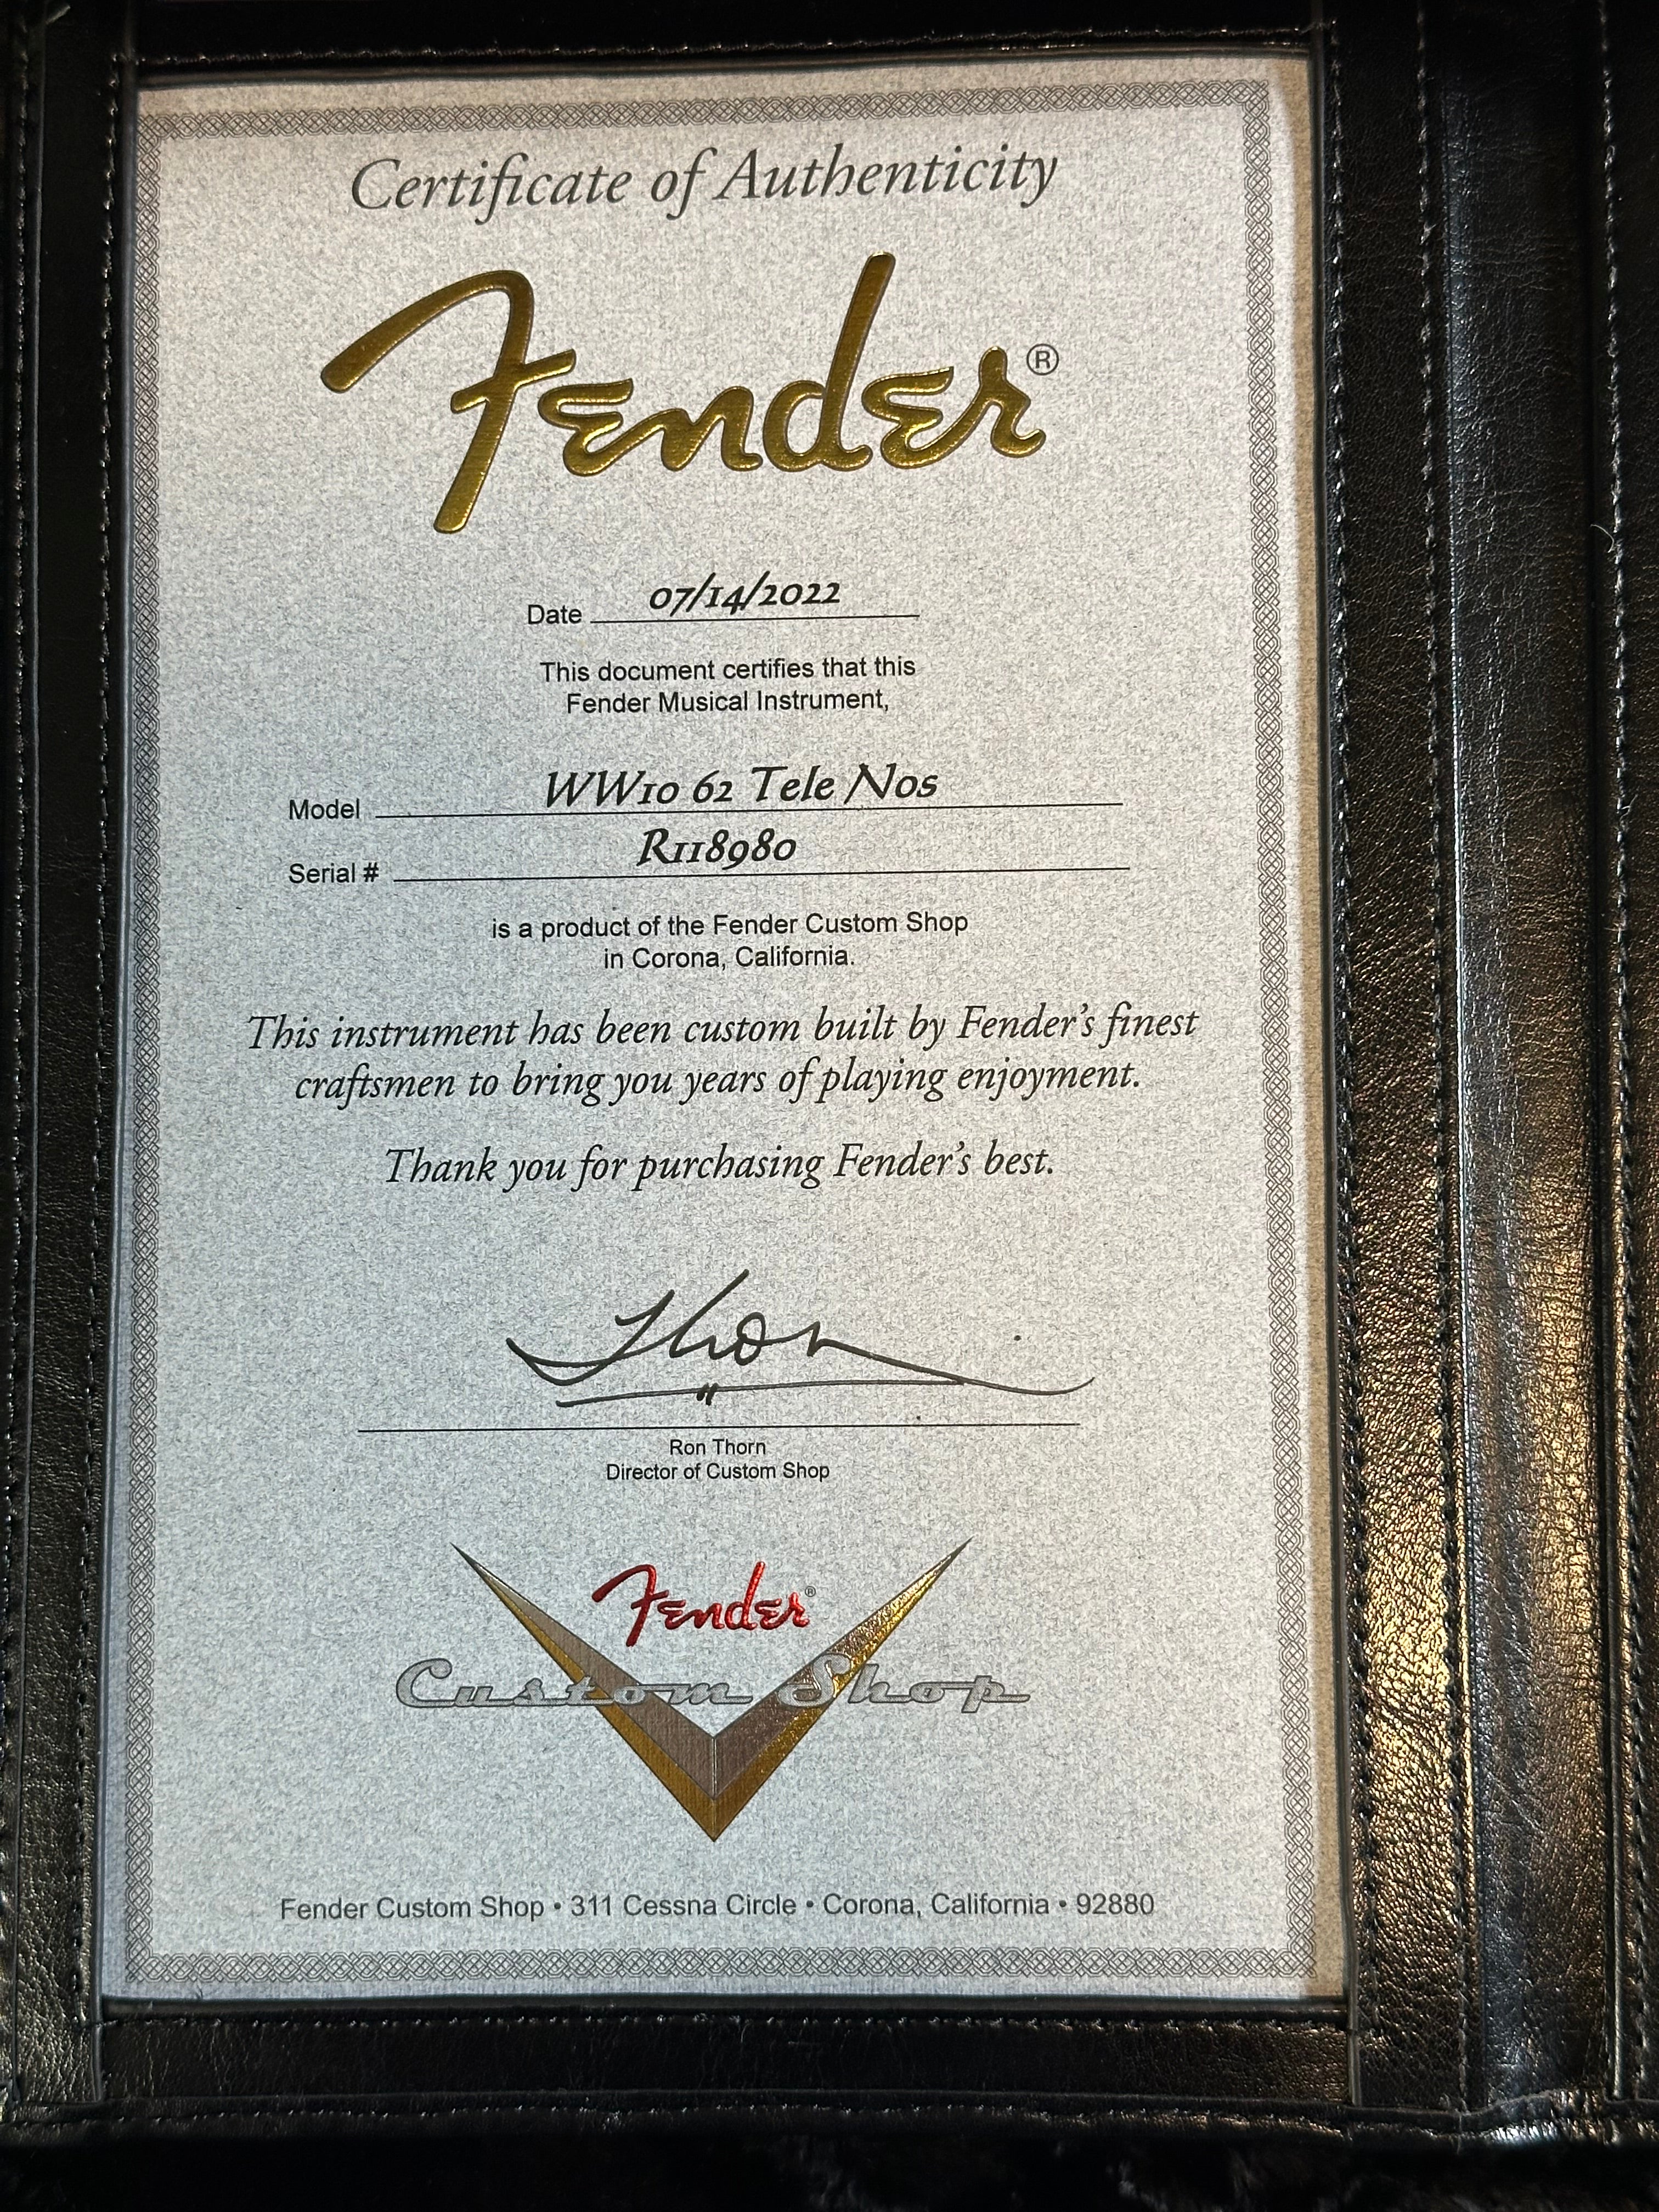 Certificate of Authenticity
Fender®
Date 07/14/2022
This document certifies that this
Fender Musical Instrument,
Model WW10 62 Tele Nos
Serial # R118980
is a product of the Fender Custom Shop
in Corona, California.
This instrument has been custom built by Fender's finest
craftsmen to bring you years of playing enjoyment.
Thank you for purchasing Fender's best.
Thorn
Ron Thorn
Director of Custom Shop
Fender®
Custom Shop
Fender Custom Shop • 311 Cessna Circle • Corona, California • 92880